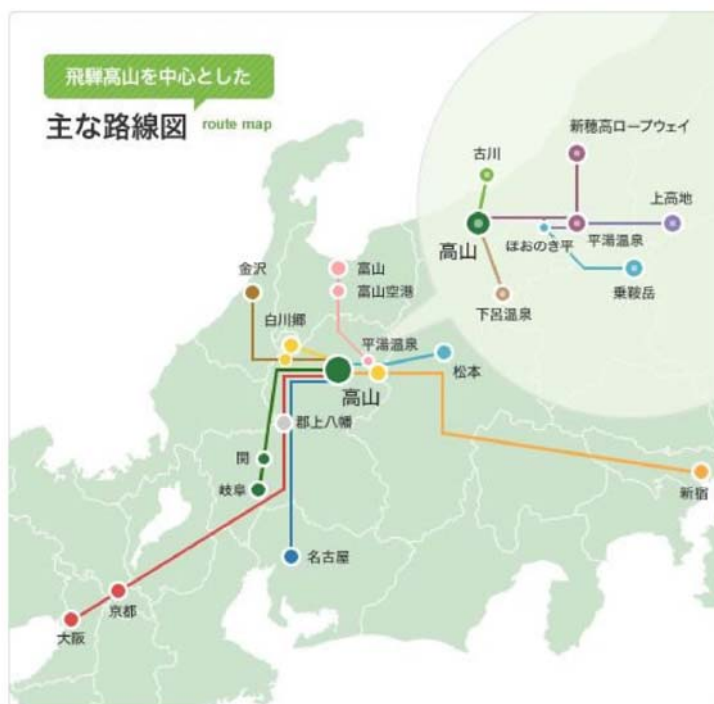 飛騨高山を中心とした
主な路線図 route map
新穂高ロープウェイ
古川
上高地
高山
ほおのき平
平湯温泉
乗鞍岳
下呂温泉
金沢
富山
富山空港
白川郷
平湯温泉
松本
高山
郡上八幡
関
岐阜
新宿
名古屋
京都
大阪